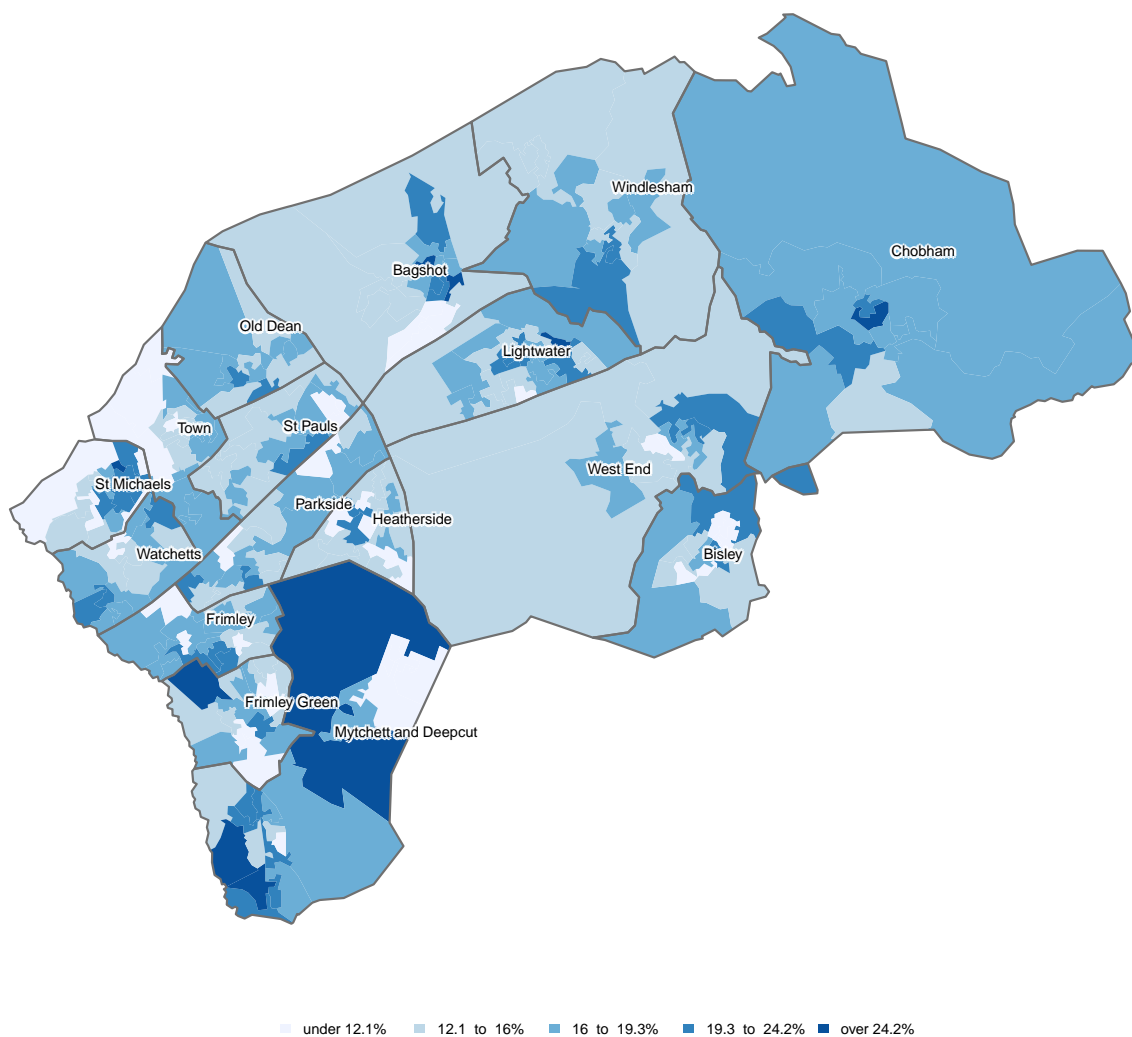 Windlesham
Chobham
Bagshot
Old Dean
Lightwater
St Pauls
Town
West End
St Michaels
Parkside
Heatherside
Watchetts
Bisley
Frimley
Frimley Green
Mytchett and Deepcut
under 12.1% 12.1 to 16% 16 to 19.3% 19.3 to 24.2% over 24.2%